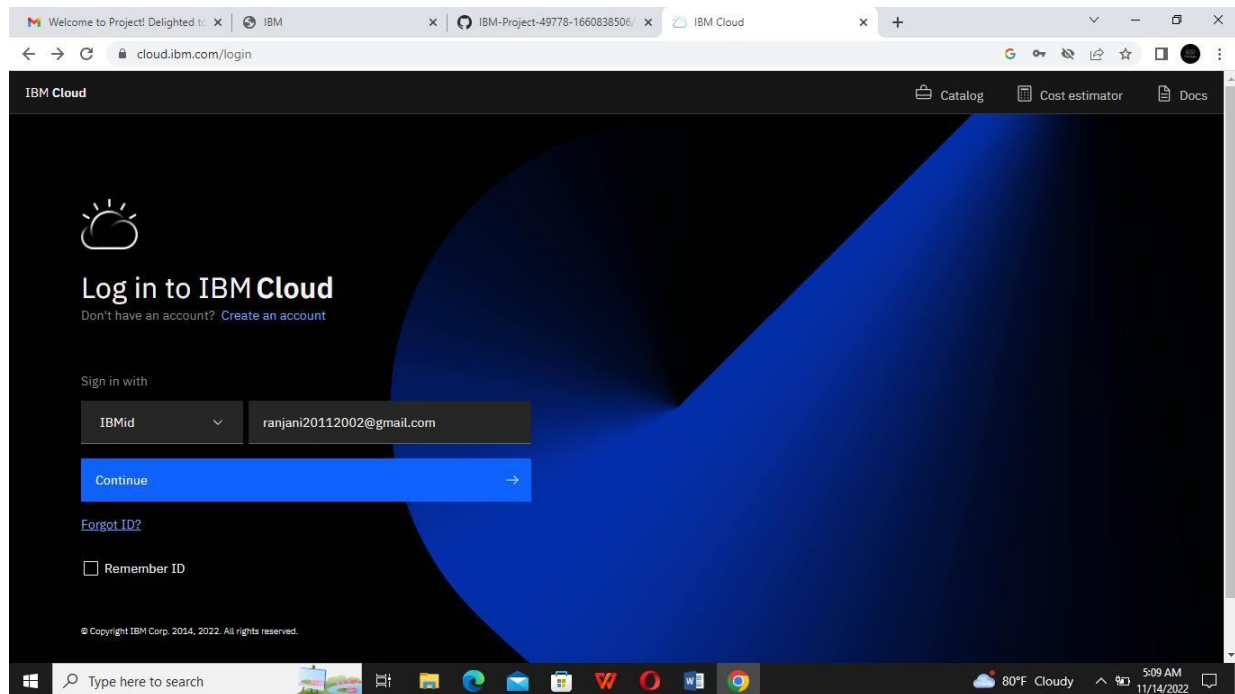 Welcome to Project! Delighted to
IBM
IBM-Project-49778-1660838506/
IBM Cloud
cloud.ibm.com/login
IBM Cloud
Catalog
Cost estimator
Docs
Log in to IBM Cloud
Don't have an account? Create an account
Sign in with
IBMid
ranjani20112002@gmail.com
Continue
Forgot ID?
Remember ID
© Copyright IBM Corp. 2014, 2022. All rights reserved.
Type here to search
80°F Cloudy
5:09 AM
11/14/2022